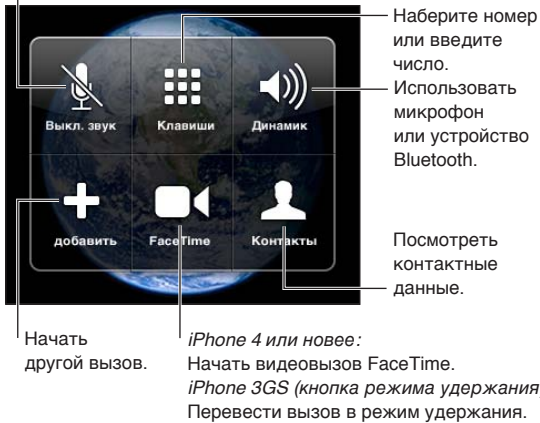 Наберите номер
или введите
число.
Использовать
микрофон
или устройство
Bluetooth.
Выкл. звук
Клавиши
Динамик
добавить
FaceTime
Контакты
Посмотреть
контактные
данные.
Начать
другой вызов.
iPhone 4 или новее:
Начать видеовызов FaceTime.
iPhone 3GS (кнопка режима удержания
Перевести вызов в режим удержания.